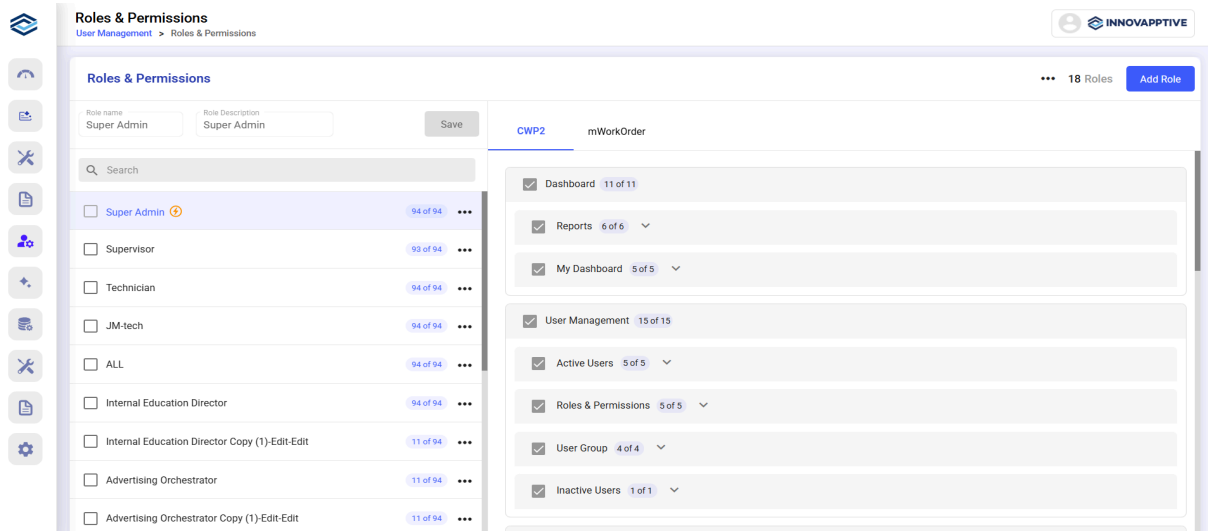 Roles & Permissions
User Management > Roles & Permissions
INNOVAPPTIVE
Roles & Permissions
••• 18 Roles
Add Role
Role name
Super Admin
Role Description
Super Admin
Save
CWP2
mWorkOrder
Search
Super Admin 94 of 94
Supervisor 93 of 94
Technician 94 of 94
JM-tech 94 of 94
ALL 94 of 94
Internal Education Director 94 of 94
Internal Education Director Copy (1)-Edit-Edit 11 of 94
Advertising Orchestrator 11 of 94
Advertising Orchestrator Copy (1)-Edit-Edit 11 of 94
Dashboard 11 of 11
Reports 6 of 6
My Dashboard 5 of 5
User Management 15 of 15
Active Users 5 of 5
Roles & Permissions 5 of 5
User Group 4 of 4
Inactive Users 1 of 1